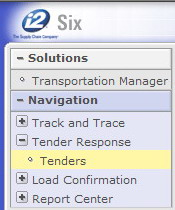 i2 Six
The Supply Chain Company
Solutions
Transportation Manager
Navigation
Track and Trace
Tender Response
Tenders
Load Confirmation
Report Center